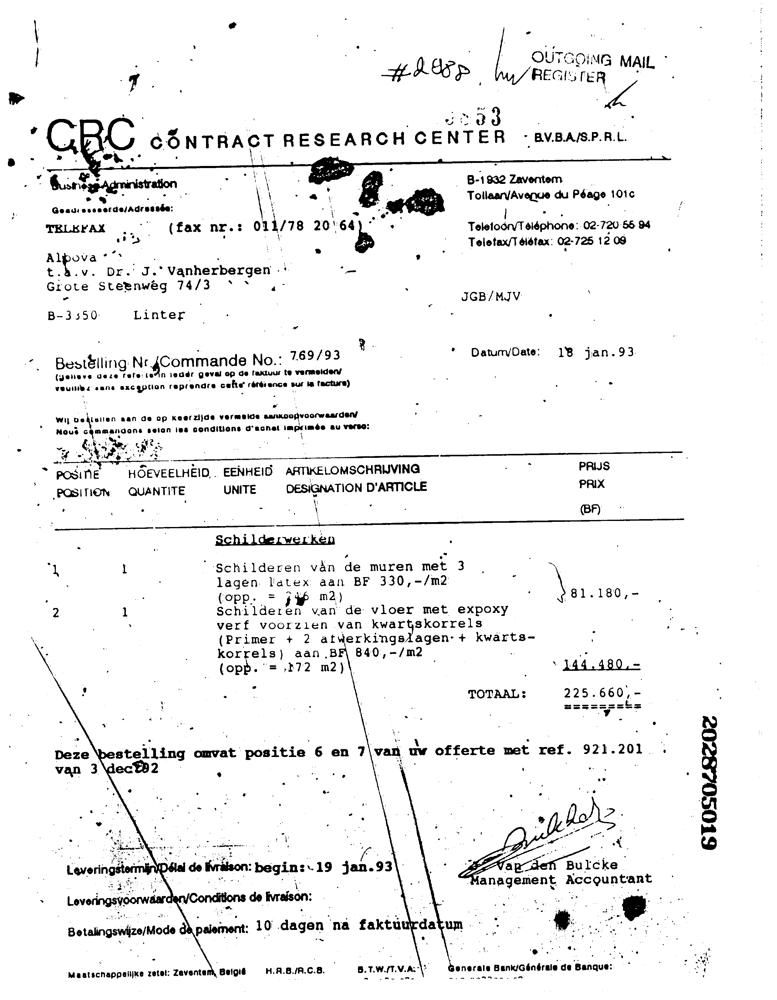 #2888
OUTGOING MAIL
REGISTER
53
CRC CONTRACT RESEARCH CENTER B.V.B.A./S.P.R.L.
Business Administration
B-1932 Zaventem
Tollaan/Avenue du Péage 101c
Geadresseerde/Adressée:
TELEFAX (fax nr.: 011/78 20 64)
Telefoon/Téléphone: 02-720 55 94
Telefax/Téléfax: 02-725 12 09
Alpova
t.a.v. Dr. J. Vanherbergen
Grote Steenweg 74/3
JGB/MJV
B-3350 Linter
Bestelling Nr./Commande No.: 769/93
Datum/Date: 18 jan.93
(Gelieve deze referte in ieder geval op de faktuur te vermelden/
veuillez sans exception reprendre cette référence sur la facture)
Wij bestellen aan de op keerzijde vermelde aankoopvoorwaarden/
Nous commandons selon les conditions d'achat imprimée au verso:
POSITIE HOEVEELHEID EENHEID ARTIKELOMSCHRIJVING PRIJS
POSITION QUANTITE UNITE DESIGNATION D'ARTICLE PRIX
(BF)
Schilderwerken
1 1 Schilderen van de muren met 3
lagen latex aan BF 330,-/m2
(opp. = m2) 81.180,-
2 1 Schilderen van de vloer met expoxy
verf voorzien van kwartskorrels
(Primer + 2 afwerkingslagen + kwarts-
korrels) aan BF 840,-/m2
(opp. = 172 m2) 144.480,-
TOTAAL: 225.660,-
=========
Deze bestelling omvat positie 6 en 7 van uw offerte met ref. 921.201
van 3 dec 92
2028705019
Leveringstermijn/Délai de livraison: begin: 19 jan.93
Van den Bulcke
Management Accountant
Leveringsvoorwaarden/Conditions de livraison:
Betalingswijze/Mode de paiement: 10 dagen na faktuurdatum
Maatschappelijke zetel: Zaventem, België H.R.B./R.C.B. B.T.W./T.V.A. Generale Bank/Générale de Banque: